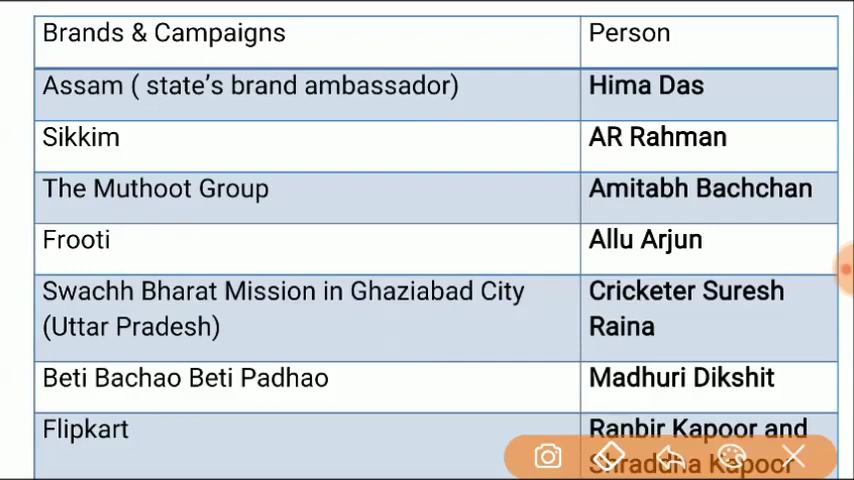 Brands & Campaigns Person
Assam ( state’s brand ambassador) Hima Das
Sikkim AR Rahman
The Muthoot Group Amitabh Bachchan
Frooti Allu Arjun
Swachh Bharat Mission in Ghaziabad City Cricketer Suresh
(Uttar Pradesh) Raina
Beti Bachao Beti Padhao Madhuri Dikshit
Flipkart Ranbir Kapoor and
Shraddha Kapoor